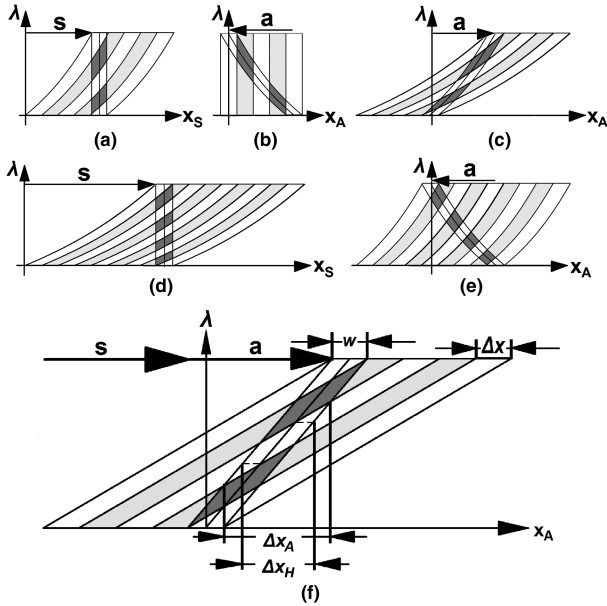 λ s x_S
(a)
λ a x_A
(b)
λ a x_A
(c)
λ s x_S
(d)
λ a x_A
(e)
λ s a w Δx
x_A
Δx_A
Δx_H
(f)